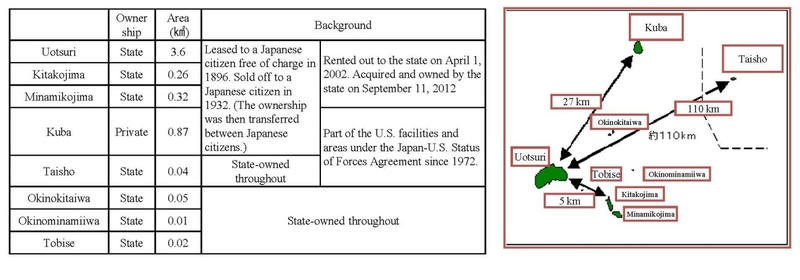 Owner
ship
Area
(㎢)
Background
Uotsuri State 3.6
Kitakojima State 0.26
Minamikojima State 0.32
Kuba Private 0.87
Taisho State 0.04
Okinokitaiwa State 0.05
Okinominamiiwa State 0.01
Tobise State 0.02
Leased to a Japanese
citizen free of charge in
1896. Sold off to a
Japanese citizen in
1932. (The ownership
was then transferred
between Japanese
citizens.)
Rented out to the state on April 1,
2002. Acquired and owned by the
state on September 11, 2012
Part of the U.S. facilities and
areas under the Japan-U.S. Status
of Forces Agreement since 1972.
State-owned
throughout
State-owned throughout
Kuba
Taisho
27 km
110 km
Okinokitaiwa
約110km
Uotsuri
Tobise
Okinominamiiwa
5 km
Kitakojima
Minamikojima